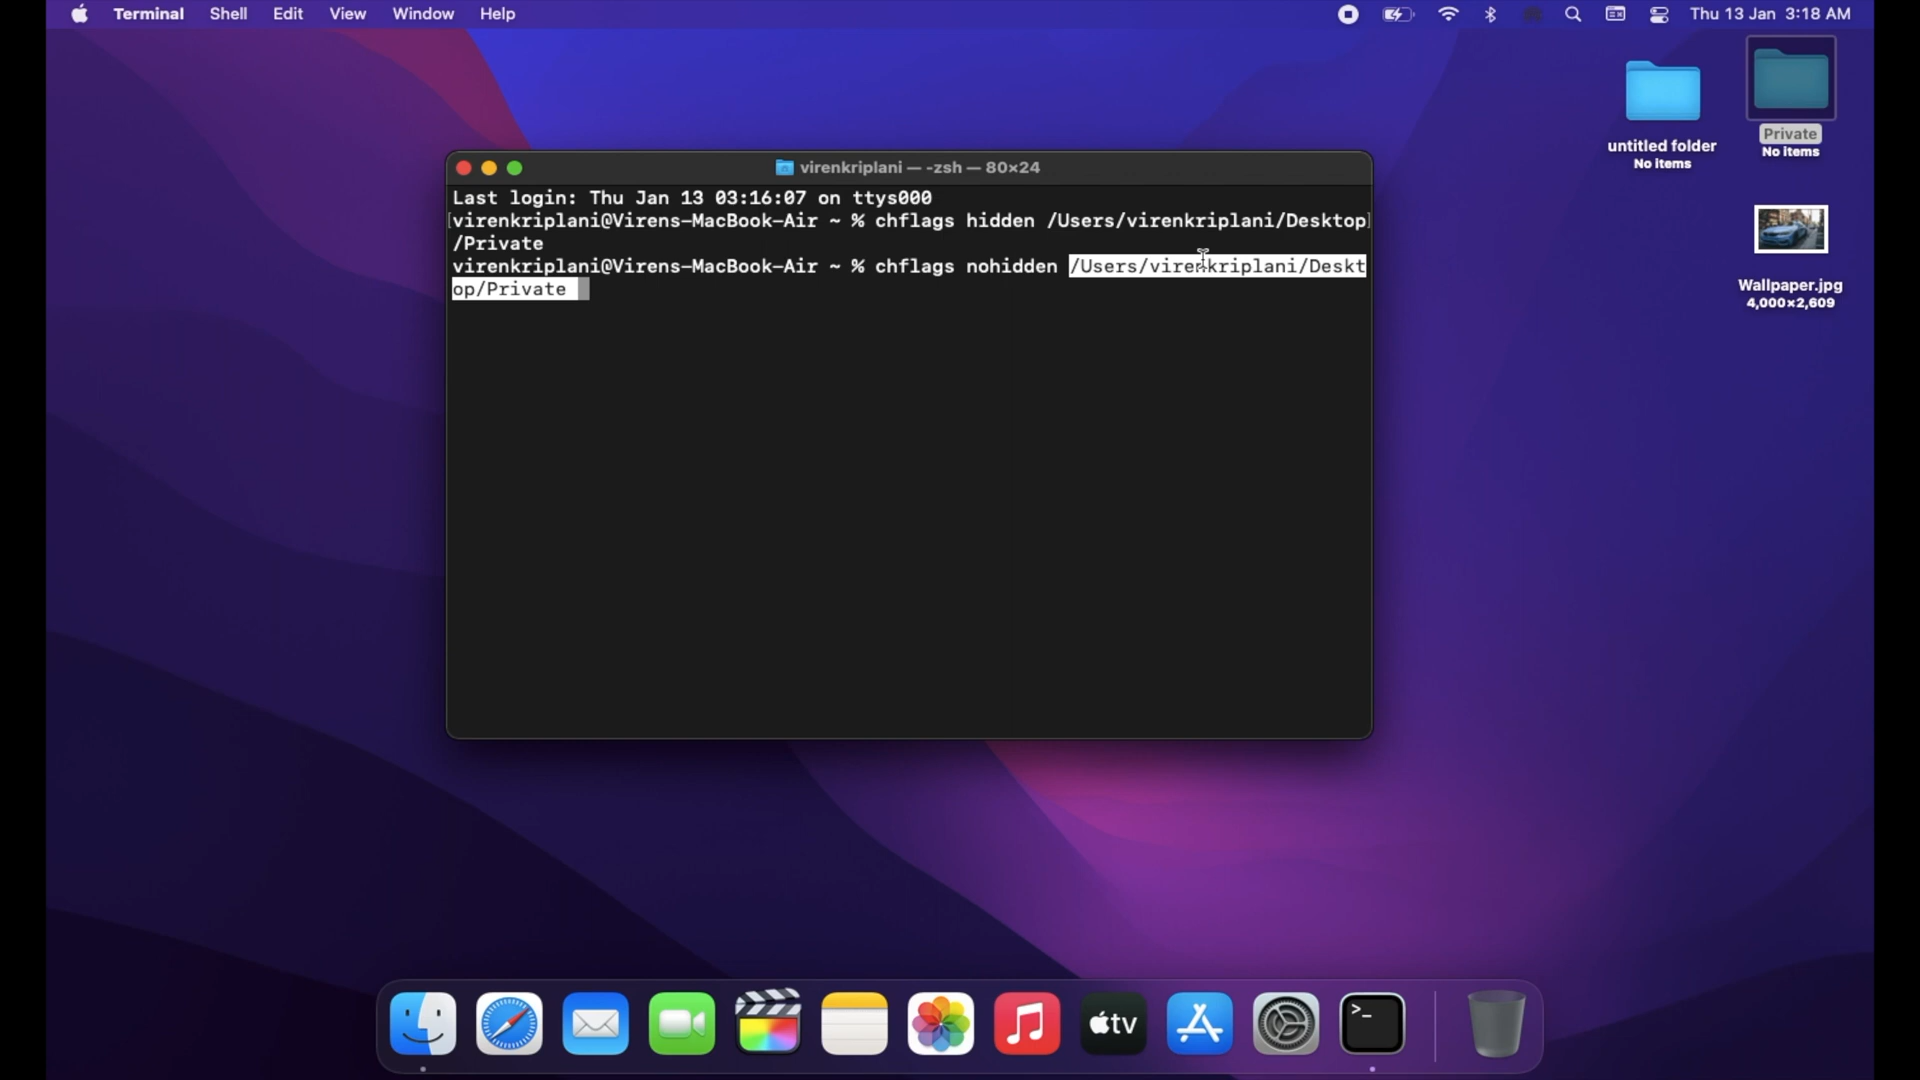 Terminal Shell Edit View Window Help Thu 13 Jan 3:18 AM
untitled folder
No items
Private
No items
Wallpaper.jpg
4,000×2,609
virenkriplani — -zsh — 80×24
Last login: Thu Jan 13 03:16:07 on ttys000
[virenkriplani@Virens-MacBook-Air ~ % chflags hidden /Users/virenkriplani/Desktop]
/Private
virenkriplani@Virens-MacBook-Air ~ % chflags nohidden /Users/virenkriplani/Deskt
op/Private
tv
>_